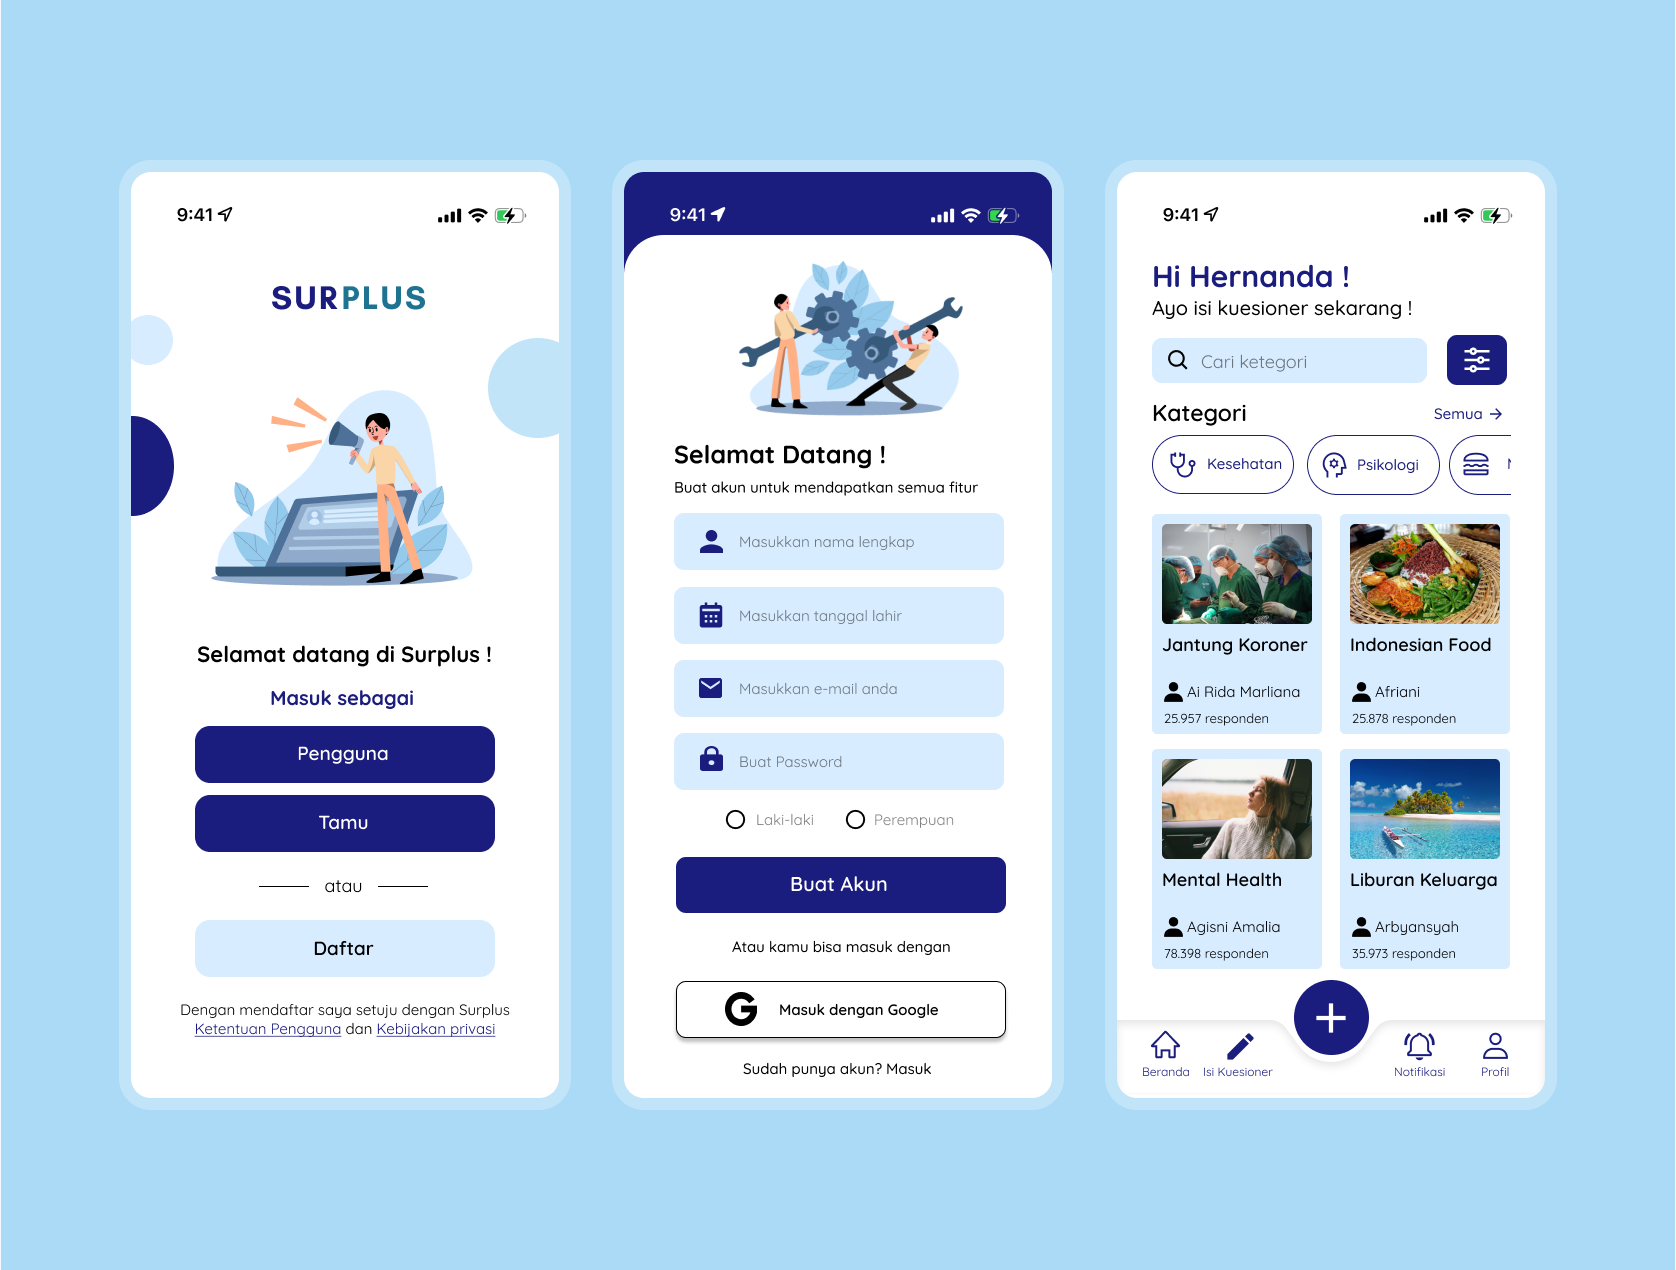 9:41
SURPLUS
Selamat datang di Surplus !
Masuk sebagai
Pengguna
Tamu
atau
Daftar
Dengan mendaftar saya setuju dengan Surplus
Ketentuan Pengguna dan Kebijakan privasi
9:41
Selamat Datang !
Buat akun untuk mendapatkan semua fitur
Masukkan nama lengkap
Masukkan tanggal lahir
Masukkan e-mail anda
Buat Password
Laki-laki Perempuan
Buat Akun
Atau kamu bisa masuk dengan
G Masuk dengan Google
Sudah punya akun? Masuk
9:41
Hi Hernanda !
Ayo isi kuesioner sekarang !
Cari ketegori
Kategori Semua →
Kesehatan Psikologi
Jantung Koroner
Ai Rida Marliana
25.957 responden
Indonesian Food
Afriani
25.878 responden
Mental Health
Agisni Amalia
78.398 responden
Liburan Keluarga
Arbyansyah
35.973 responden
Beranda Isi Kuesioner Notifikasi Profil